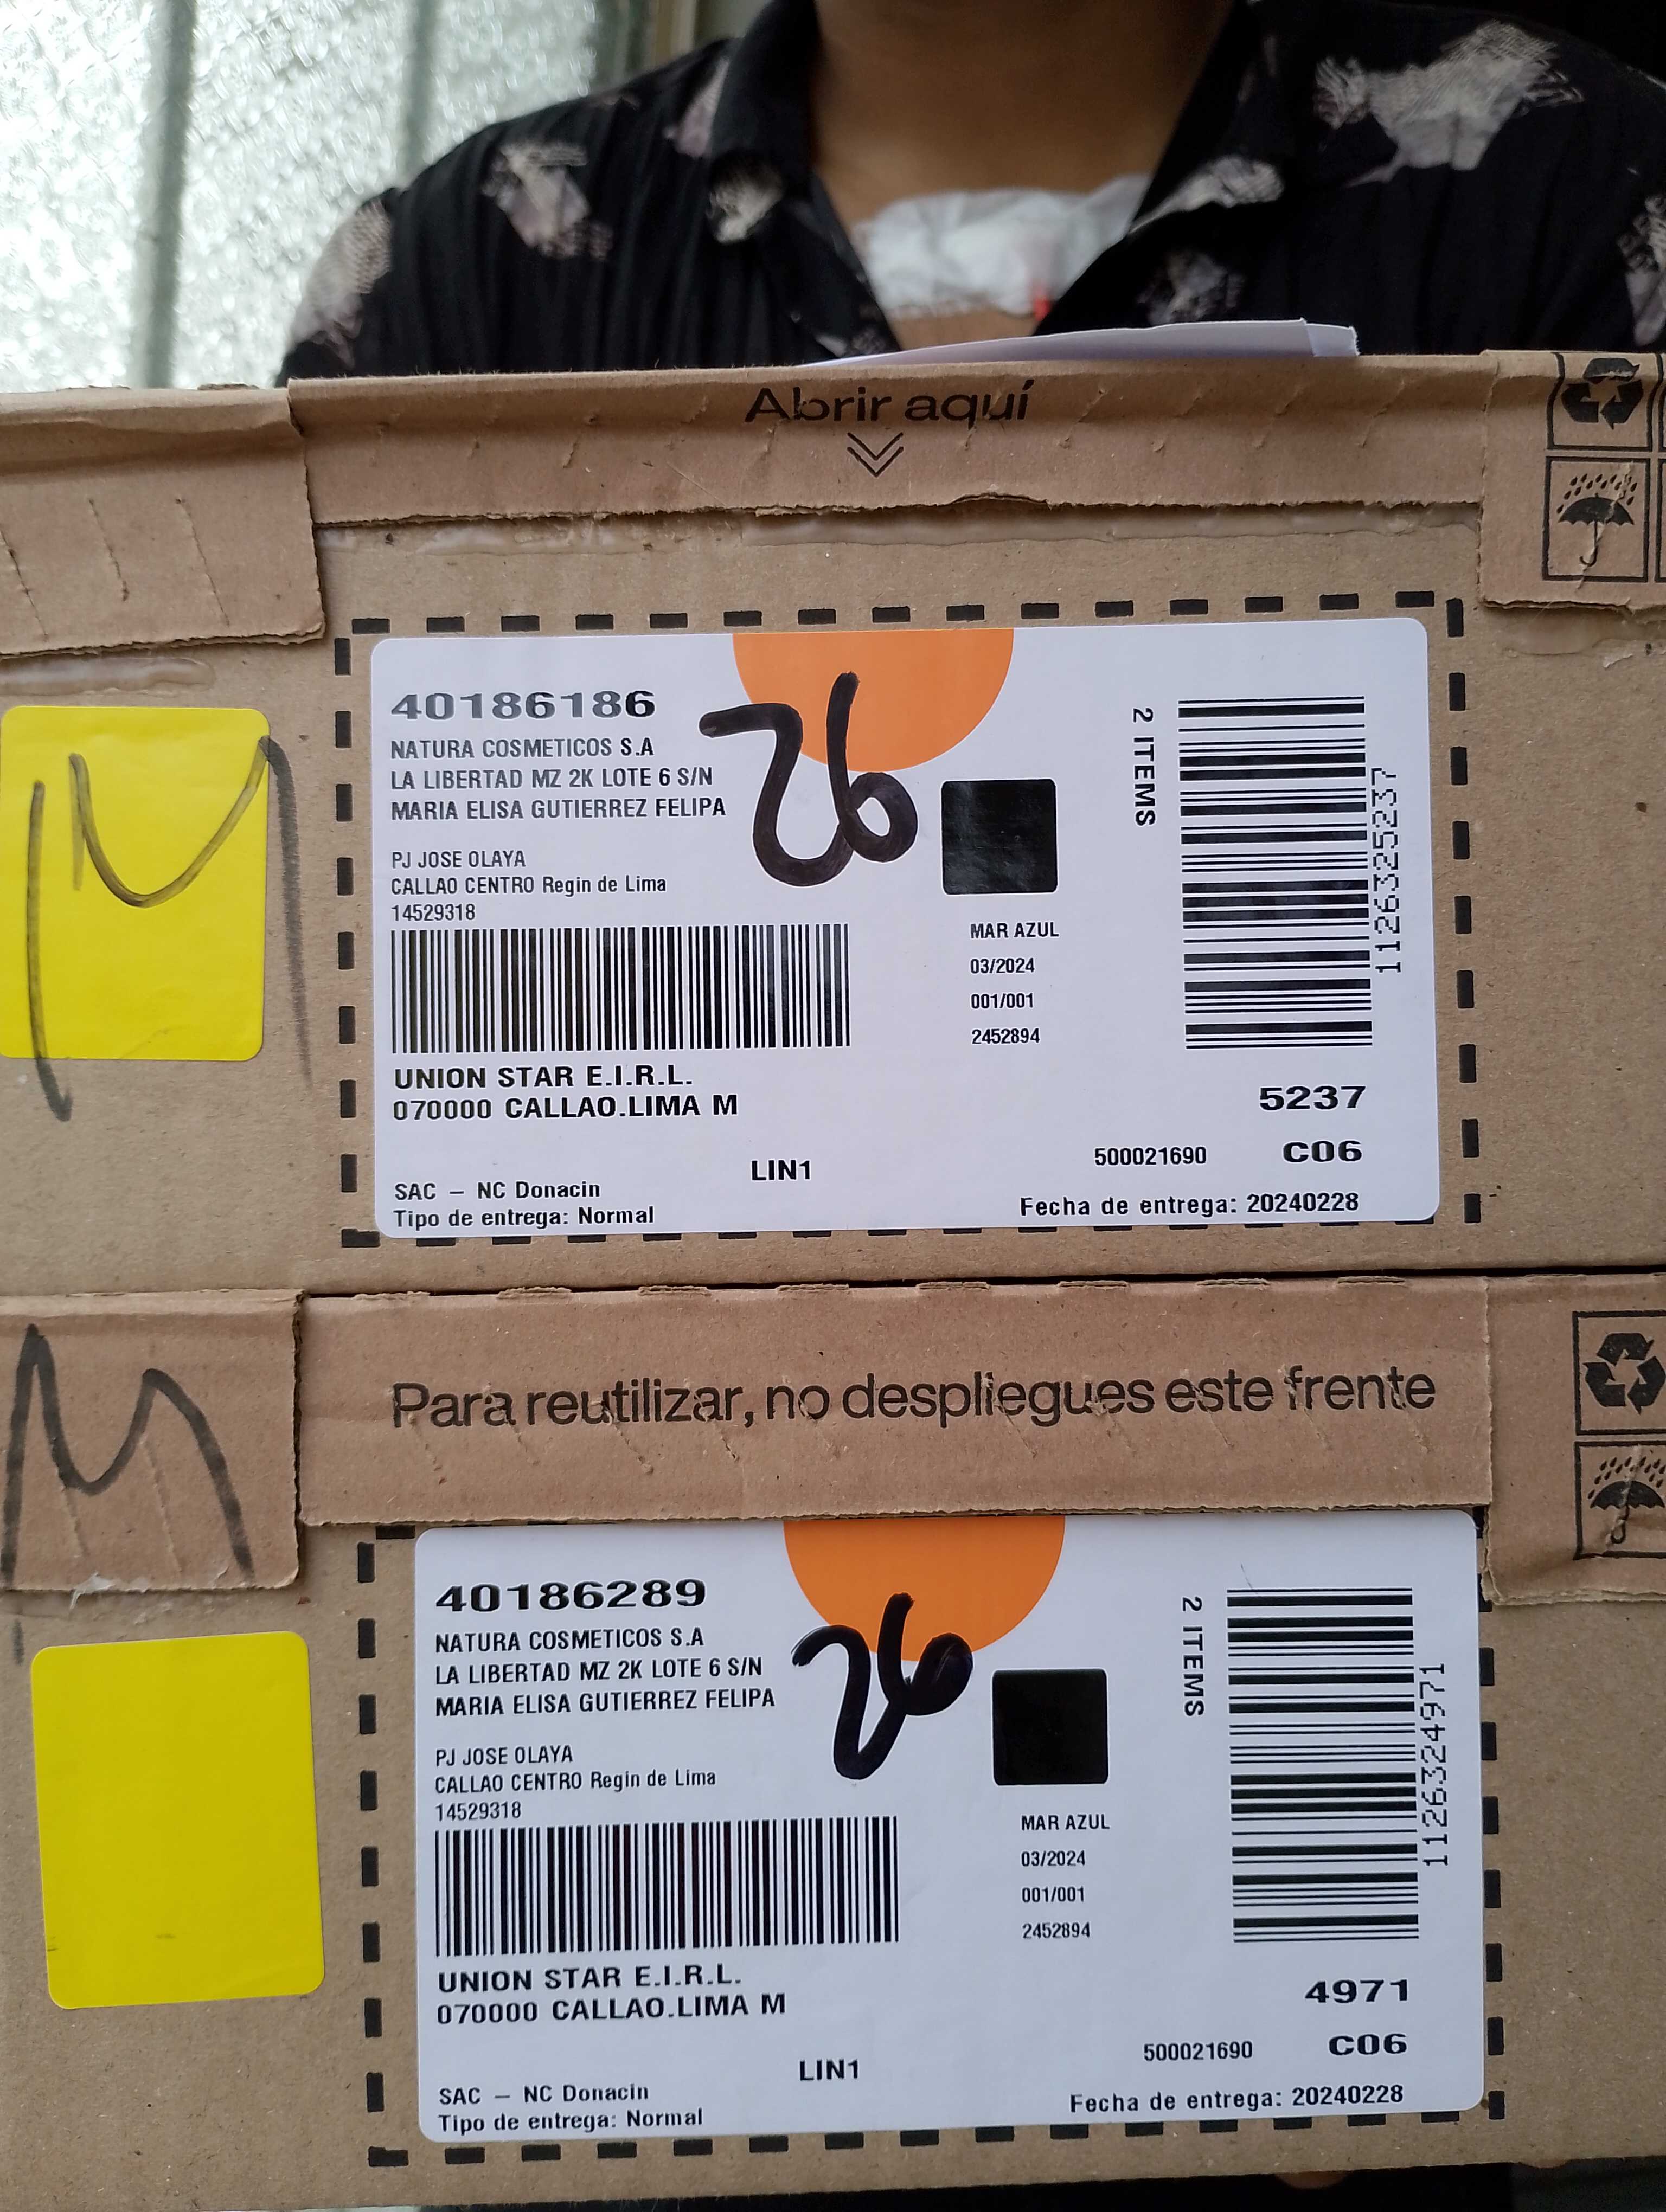 Abrir aquí
40186186
26
NATURA COSMETICOS S.A
LA LIBERTAD MZ 2K LOTE 6 S/N
MARIA ELISA GUTIERREZ FELIPA
PJ JOSE OLAYA
CALLAO CENTRO Regin de Lima
14529318
2 ITEMS
112632525237
MAR AZUL
03/2024
001/001
2452894
UNION STAR E.I.R.L.
070000 CALLAO.LIMA M
5237
LIN1
500021690 C06
SAC – NC Donacin
Tipo de entrega: Normal
Fecha de entrega: 20240228
M
Para reutilizar, no despliegues este frente
M
40186289
26
NATURA COSMETICOS S.A
LA LIBERTAD MZ 2K LOTE 6 S/N
MARIA ELISA GUTIERREZ FELIPA
PJ JOSE OLAYA
CALLAO CENTRO Regin de Lima
14529318
2 ITEMS
112632494971
MAR AZUL
03/2024
001/001
2452894
UNION STAR E.I.R.L.
070000 CALLAO.LIMA M
4971
LIN1
500021690 C06
SAC – NC Donacin
Tipo de entrega: Normal
Fecha de entrega: 20240228